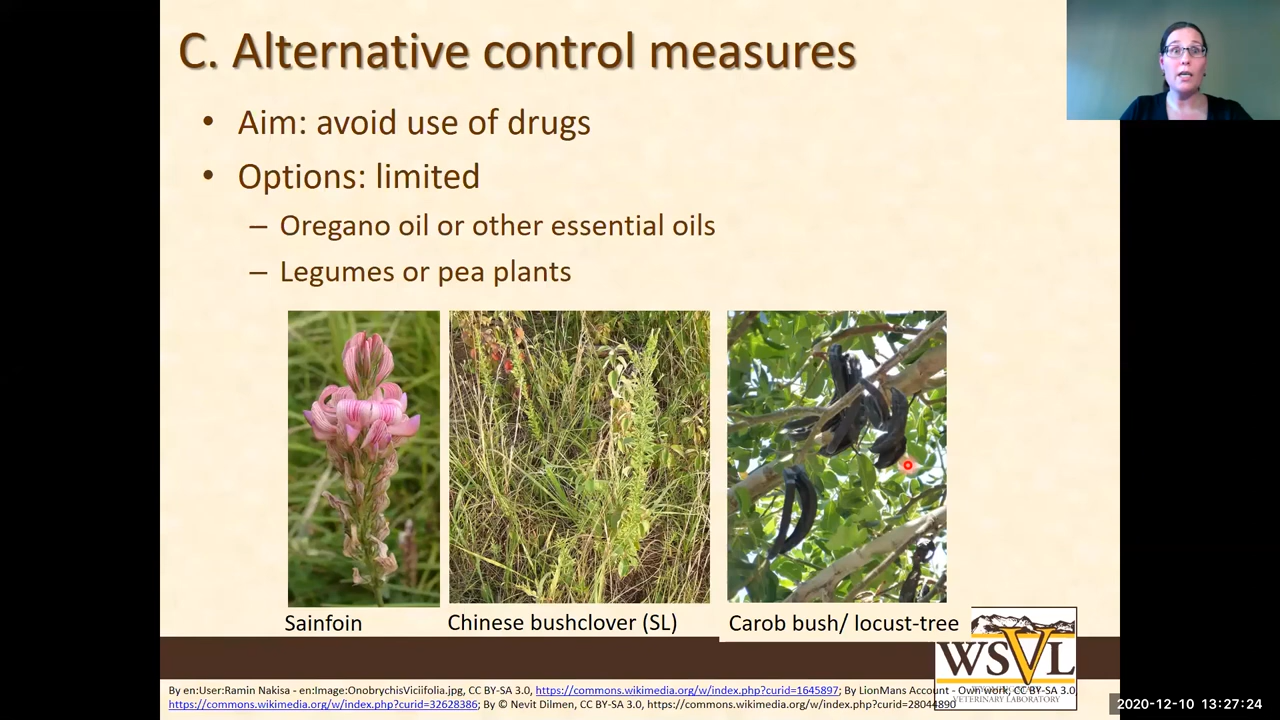 C. Alternative control measures
• Aim: avoid use of drugs
• Options: limited
– Oregano oil or other essential oils
– Legumes or pea plants
Sainfoin
Chinese bushclover (SL)
Carob bush/ locust-tree
WSVL
VETERINARY LABORATORY
By en:User:Ramin Nakisa - en:Image:OnobrychisViciifolia.jpg, CC BY-SA 3.0, https://commons.wikimedia.org/w/index.php?curid=1645897; By LionMans Account - Own work, CC BY-SA 3.0,
https://commons.wikimedia.org/w/index.php?curid=32628386; By © Nevit Dilmen, CC BY-SA 3.0, https://commons.wikimedia.org/w/index.php?curid=28044890
2020-12-10 13:27:24